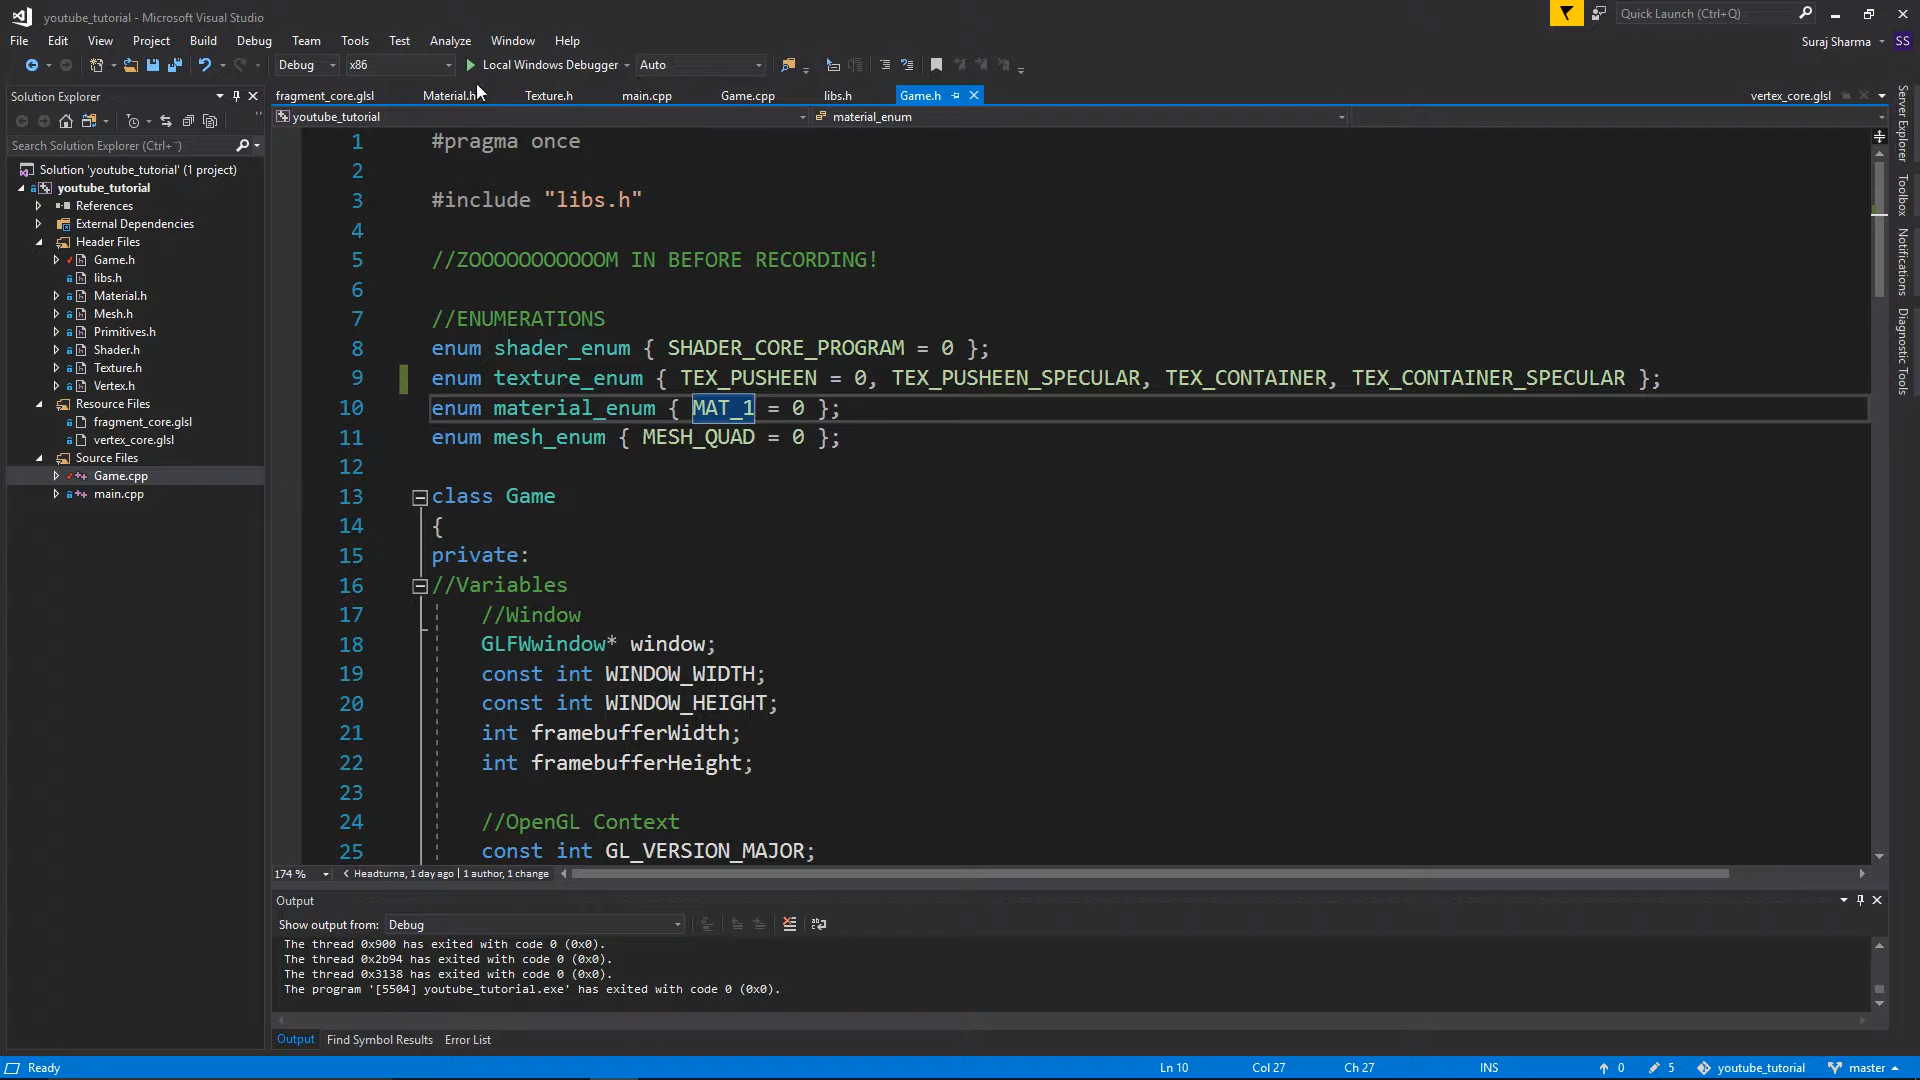 youtube_tutorial - Microsoft Visual Studio
Quick Launch (Ctrl+Q)
File Edit View Project Build Debug Team Tools Test Analyze Window Help
Suraj Sharma SS
Debug x86 Local Windows Debugger Auto
Solution Explorer
fragment_core.glsl Material.h Texture.h main.cpp Game.cpp libs.h Game.h vertex_core.glsl
youtube_tutorial material_enum
Search Solution Explorer (Ctrl+¨)
Solution 'youtube_tutorial' (1 project)
youtube_tutorial
References
External Dependencies
Header Files
Game.h
libs.h
Material.h
Mesh.h
Primitives.h
Shader.h
Texture.h
Vertex.h
Resource Files
fragment_core.glsl
vertex_core.glsl
Source Files
Game.cpp
main.cpp
1 #pragma once
2
3 #include "libs.h"
4
5 //ZOOOOOOOOOOOM IN BEFORE RECORDING!
6
7 //ENUMERATIONS
8 enum shader_enum { SHADER_CORE_PROGRAM = 0 };
9 enum texture_enum { TEX_PUSHEEN = 0, TEX_PUSHEEN_SPECULAR, TEX_CONTAINER, TEX_CONTAINER_SPECULAR };
10 enum material_enum { MAT_1 = 0 };
11 enum mesh_enum { MESH_QUAD = 0 };
12
13 class Game
14 {
15 private:
16 //Variables
17 //Window
18 GLFWwindow* window;
19 const int WINDOW_WIDTH;
20 const int WINDOW_HEIGHT;
21 int framebufferWidth;
22 int framebufferHeight;
23
24 //OpenGL Context
25 const int GL_VERSION_MAJOR;
174 % Headturna, 1 day ago | 1 author, 1 change
Server Explorer
Toolbox
Notifications
Diagnostic Tools
Output
Show output from: Debug
The thread 0x900 has exited with code 0 (0x0).
The thread 0x2b94 has exited with code 0 (0x0).
The thread 0x3138 has exited with code 0 (0x0).
The program '[5504] youtube_tutorial.exe' has exited with code 0 (0x0).
Output Find Symbol Results Error List
Ready Ln 10 Col 27 Ch 27 INS 0 5 youtube_tutorial master